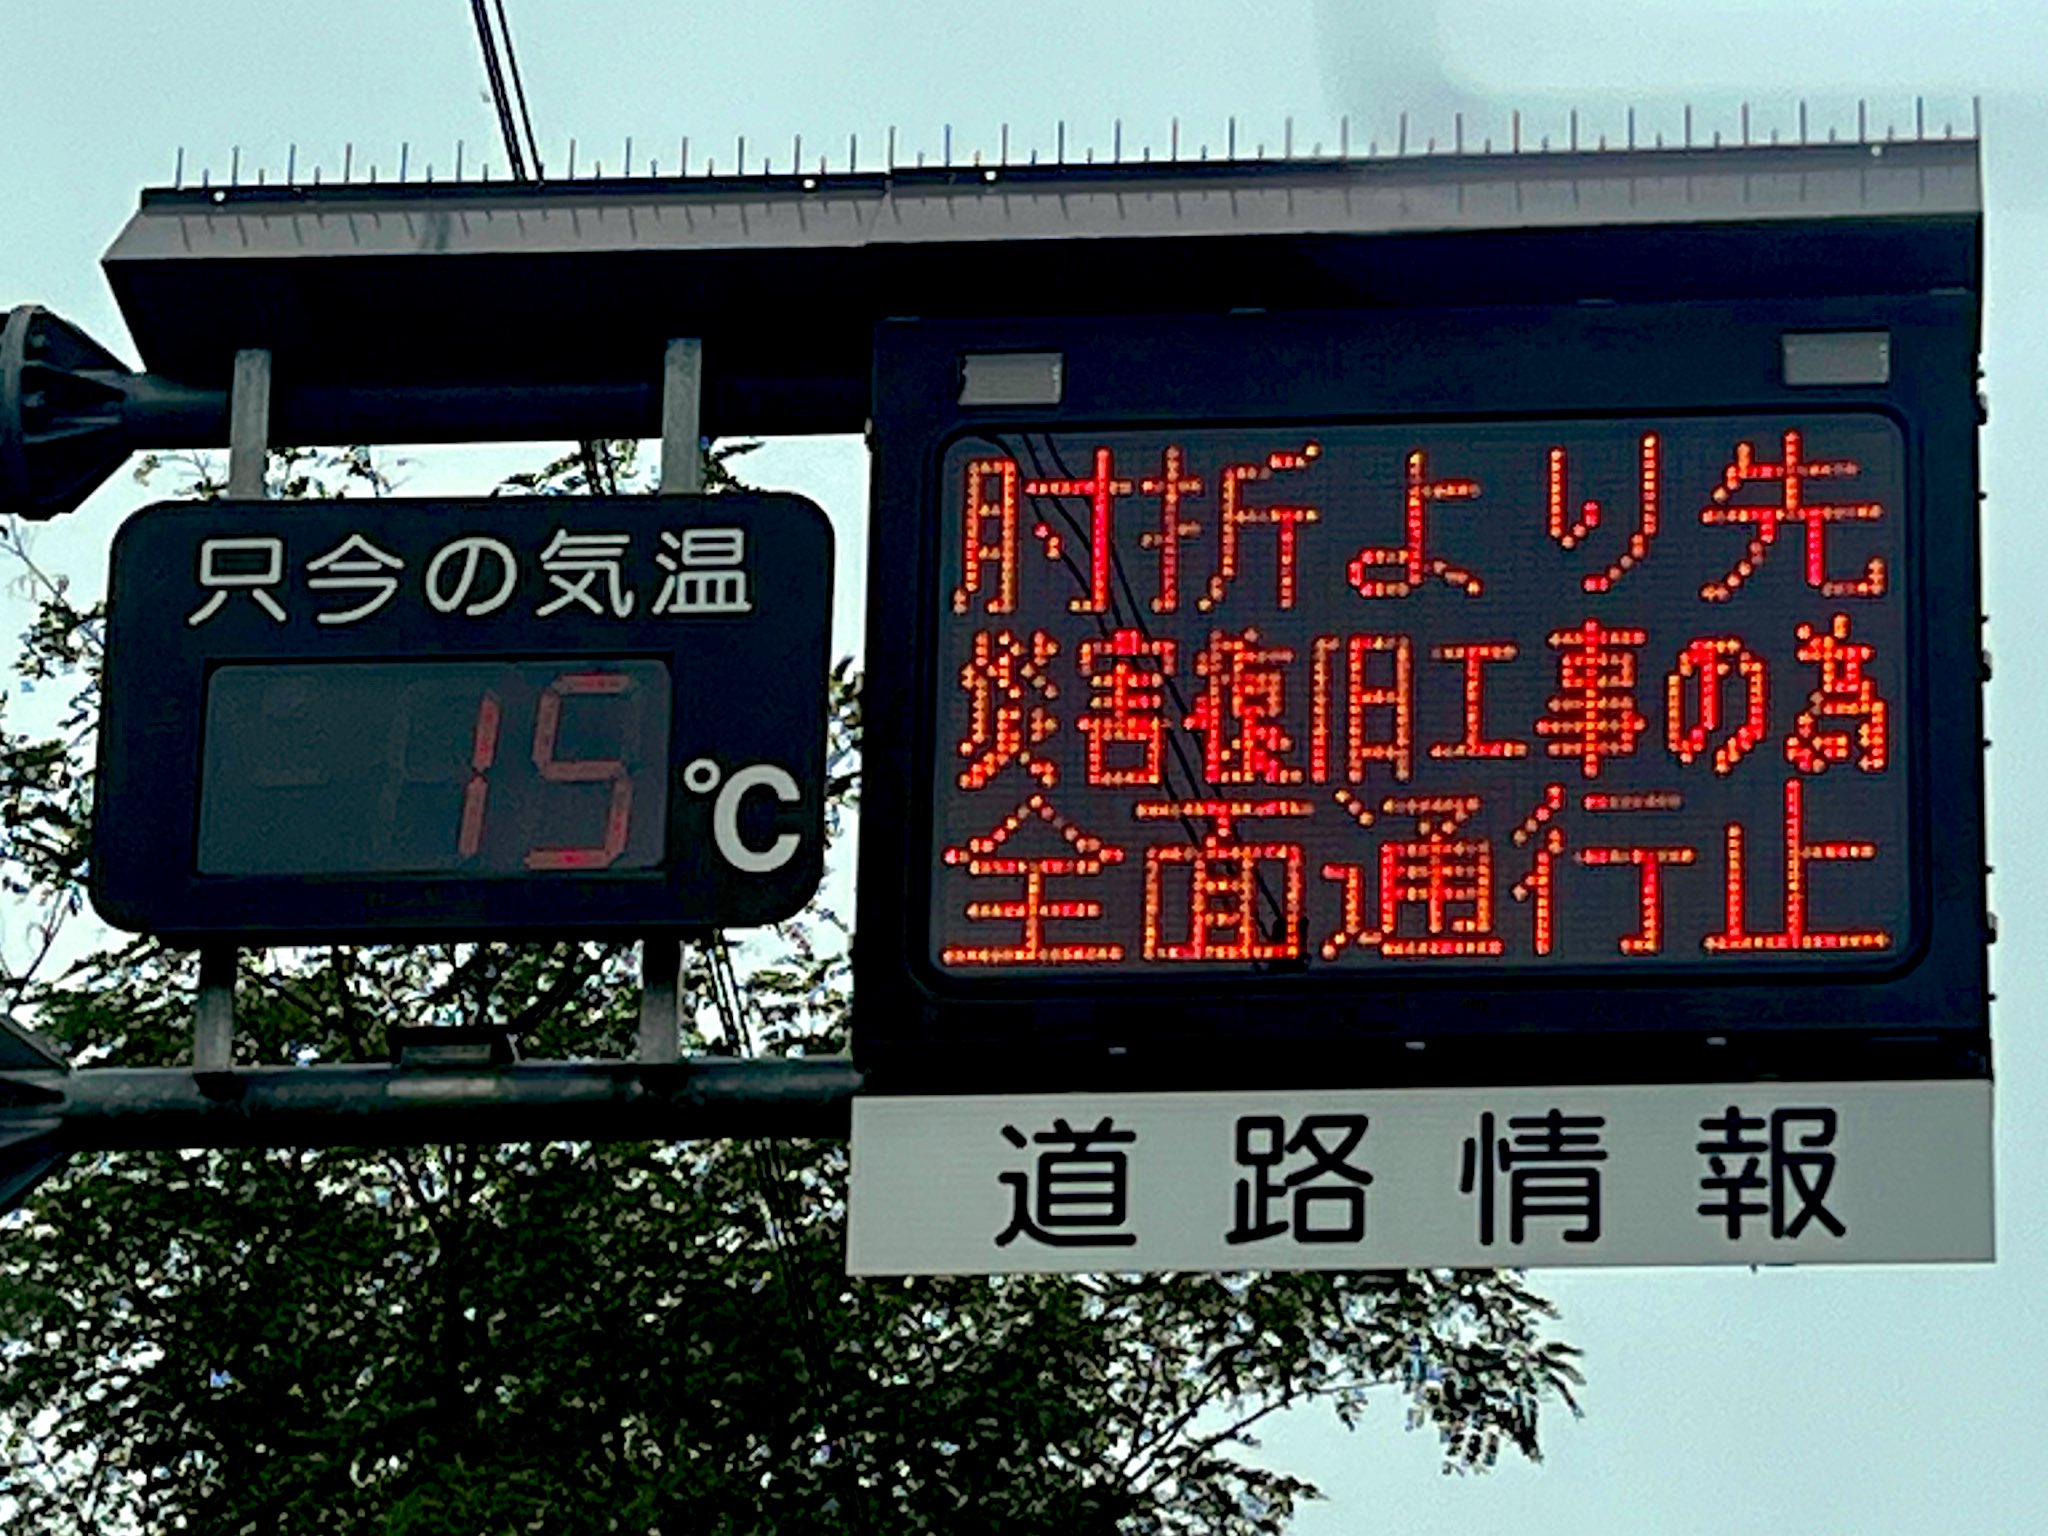 只今の気温
15
℃
肘折より先
災害復旧工事の為
全面通行止
道路情報